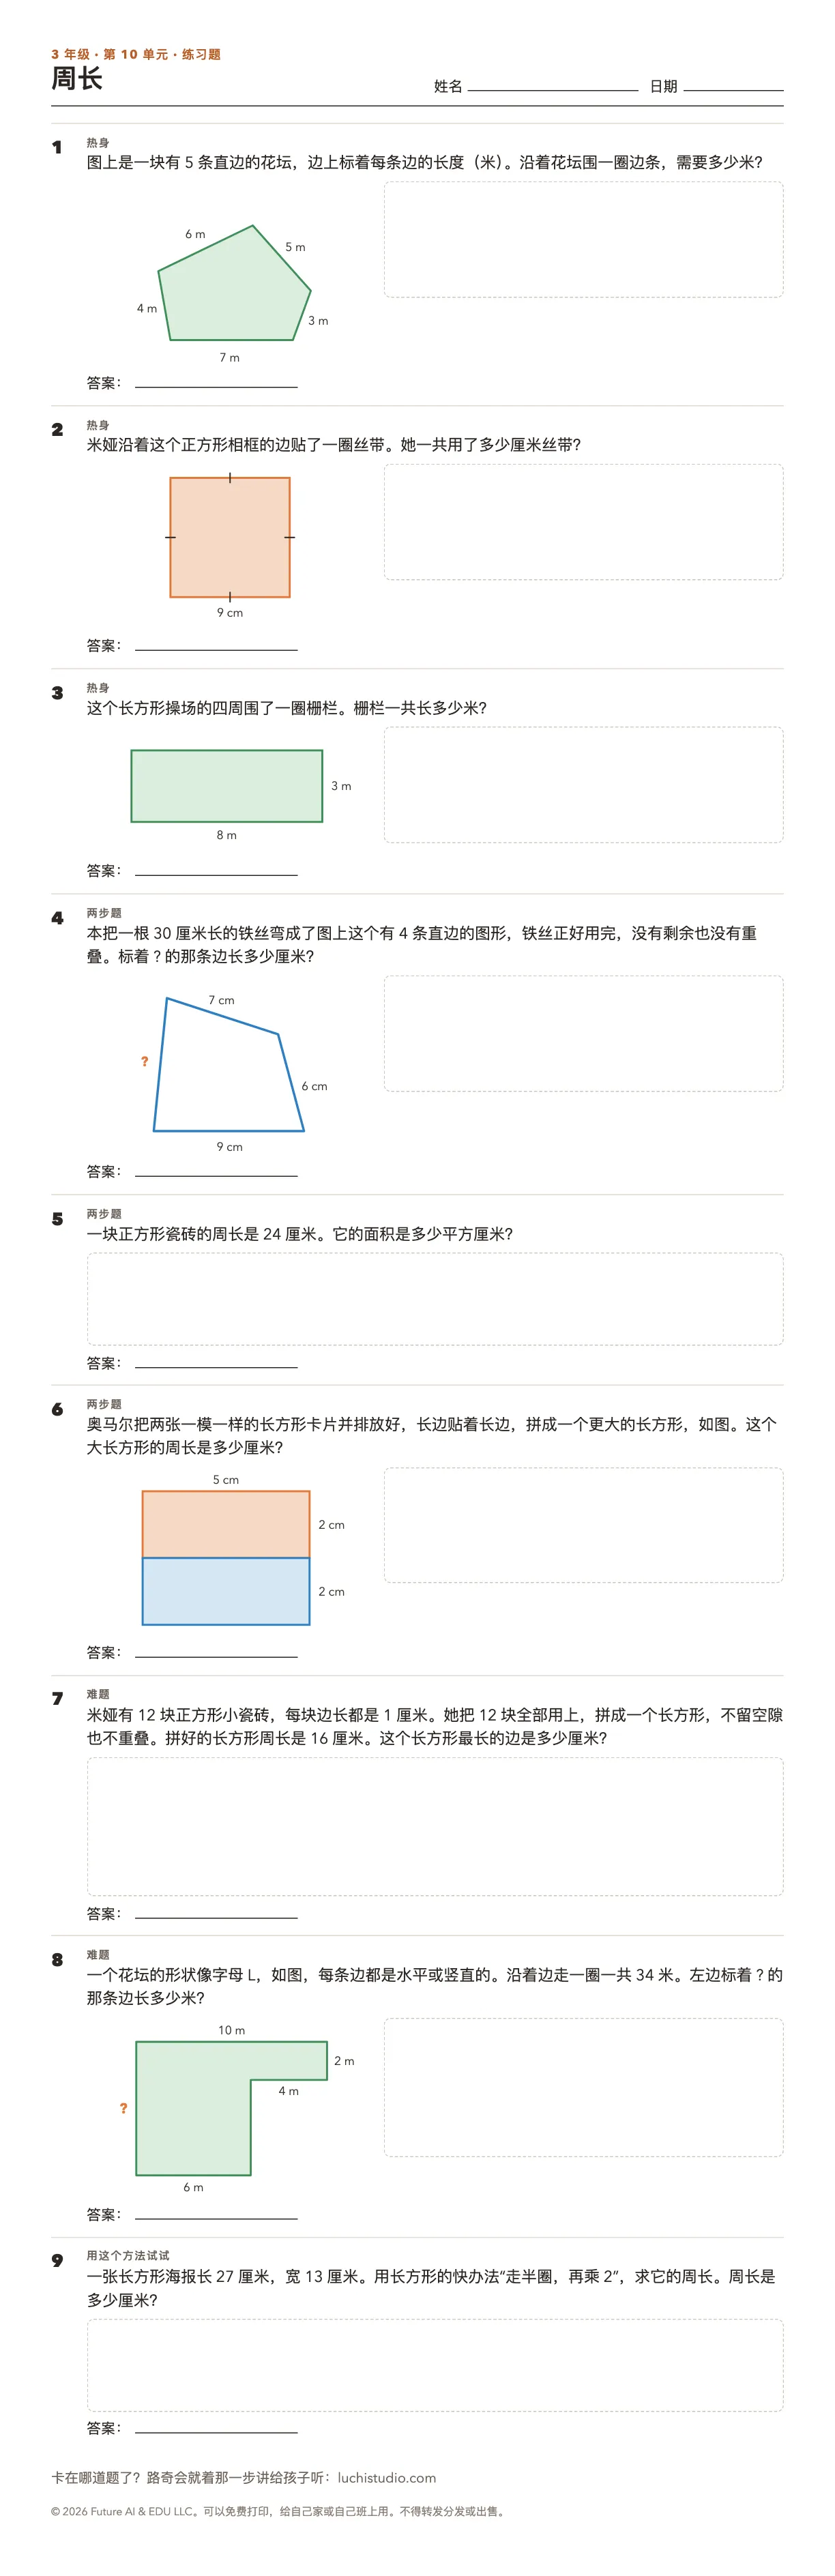 3 年级·第 10 单元·练习题
周长
姓名
日期
1
热身
图上是一块有 5 条直边的花坛，边上标着每条边的长度（米）。沿着花坛围一圈边条，需要多少米？
6 m
5 m
4 m
3 m
7 m
答案：
2
热身
米娅沿着这个正方形相框的边贴了一圈丝带。她一共用了多少厘米丝带？
9 cm
答案：
3
热身
这个长方形操场的四周围了一圈栅栏。栅栏一共长多少米？
3 m
8 m
答案：
4
两步题
本把一根 30 厘米长的铁丝弯成了图上这个有 4 条直边的图形，铁丝正好用完，没有剩余也没有重
叠。标着 ? 的那条边长多少厘米？
7 cm
?
6 cm
9 cm
答案：
5
两步题
一块正方形瓷砖的周长是 24 厘米。它的面积是多少平方厘米？
答案：
6
两步题
奥马尔把两张一模一样的长方形卡片并排放好，长边贴着长边，拼成一个更大的长方形，如图。这个
大长方形的周长是多少厘米？
5 cm
2 cm
2 cm
答案：
7
难题
米娅有 12 块正方形小瓷砖，每块边长都是 1 厘米。她把 12 块全部用上，拼成一个长方形，不留空隙
也不重叠。拼好的长方形周长是 16 厘米。这个长方形最长的边是多少厘米？
答案：
8
难题
一个花坛的形状像字母 L，如图，每条边都是水平或竖直的。沿着边走一圈一共 34 米。左边标着 ? 的
那条边长多少米？
10 m
2 m
4 m
?
6 m
答案：
9
用这个方法试试
一张长方形海报长 27 厘米，宽 13 厘米。用长方形的快办法“走半圈，再乘 2”，求它的周长。周长是
多少厘米？
答案：
卡在哪道题了？路奇会就着那一步讲给孩子听：luchistudio.com
© 2026 Future AI & EDU LLC。可以免费打印，给自己家或自己班上用。不得转发分发或出售。